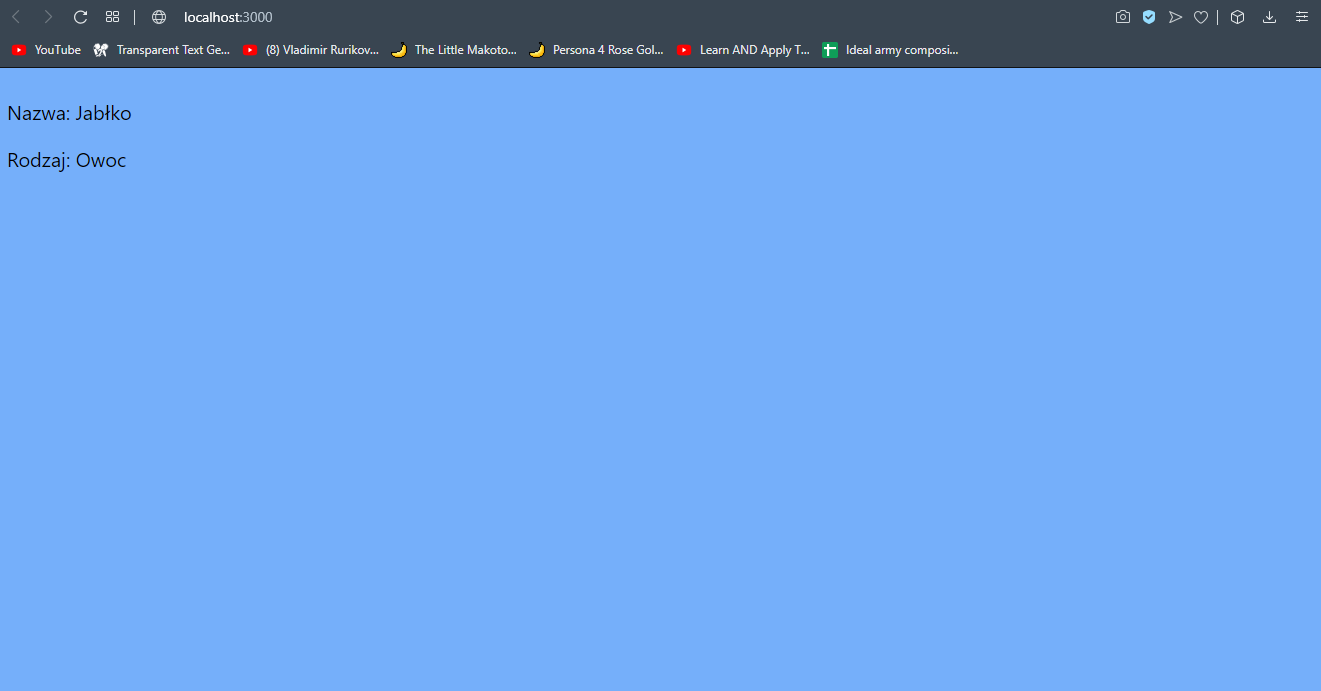 localhost:3000
YouTube Transparent Text Ge... (8) Vladimir Rurikov... The Little Makoto... Persona 4 Rose Gol... Learn AND Apply T... Ideal army composi...
Nazwa: Jabłko
Rodzaj: Owoc